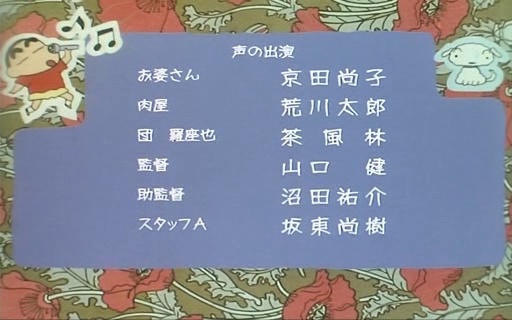 声の出演
お婆さん 京田尚子
肉屋 荒川太郎
団 羅座也 茶風林
監督 山口 健
助監督 沼田祐介
スタッフA 坂東尚樹